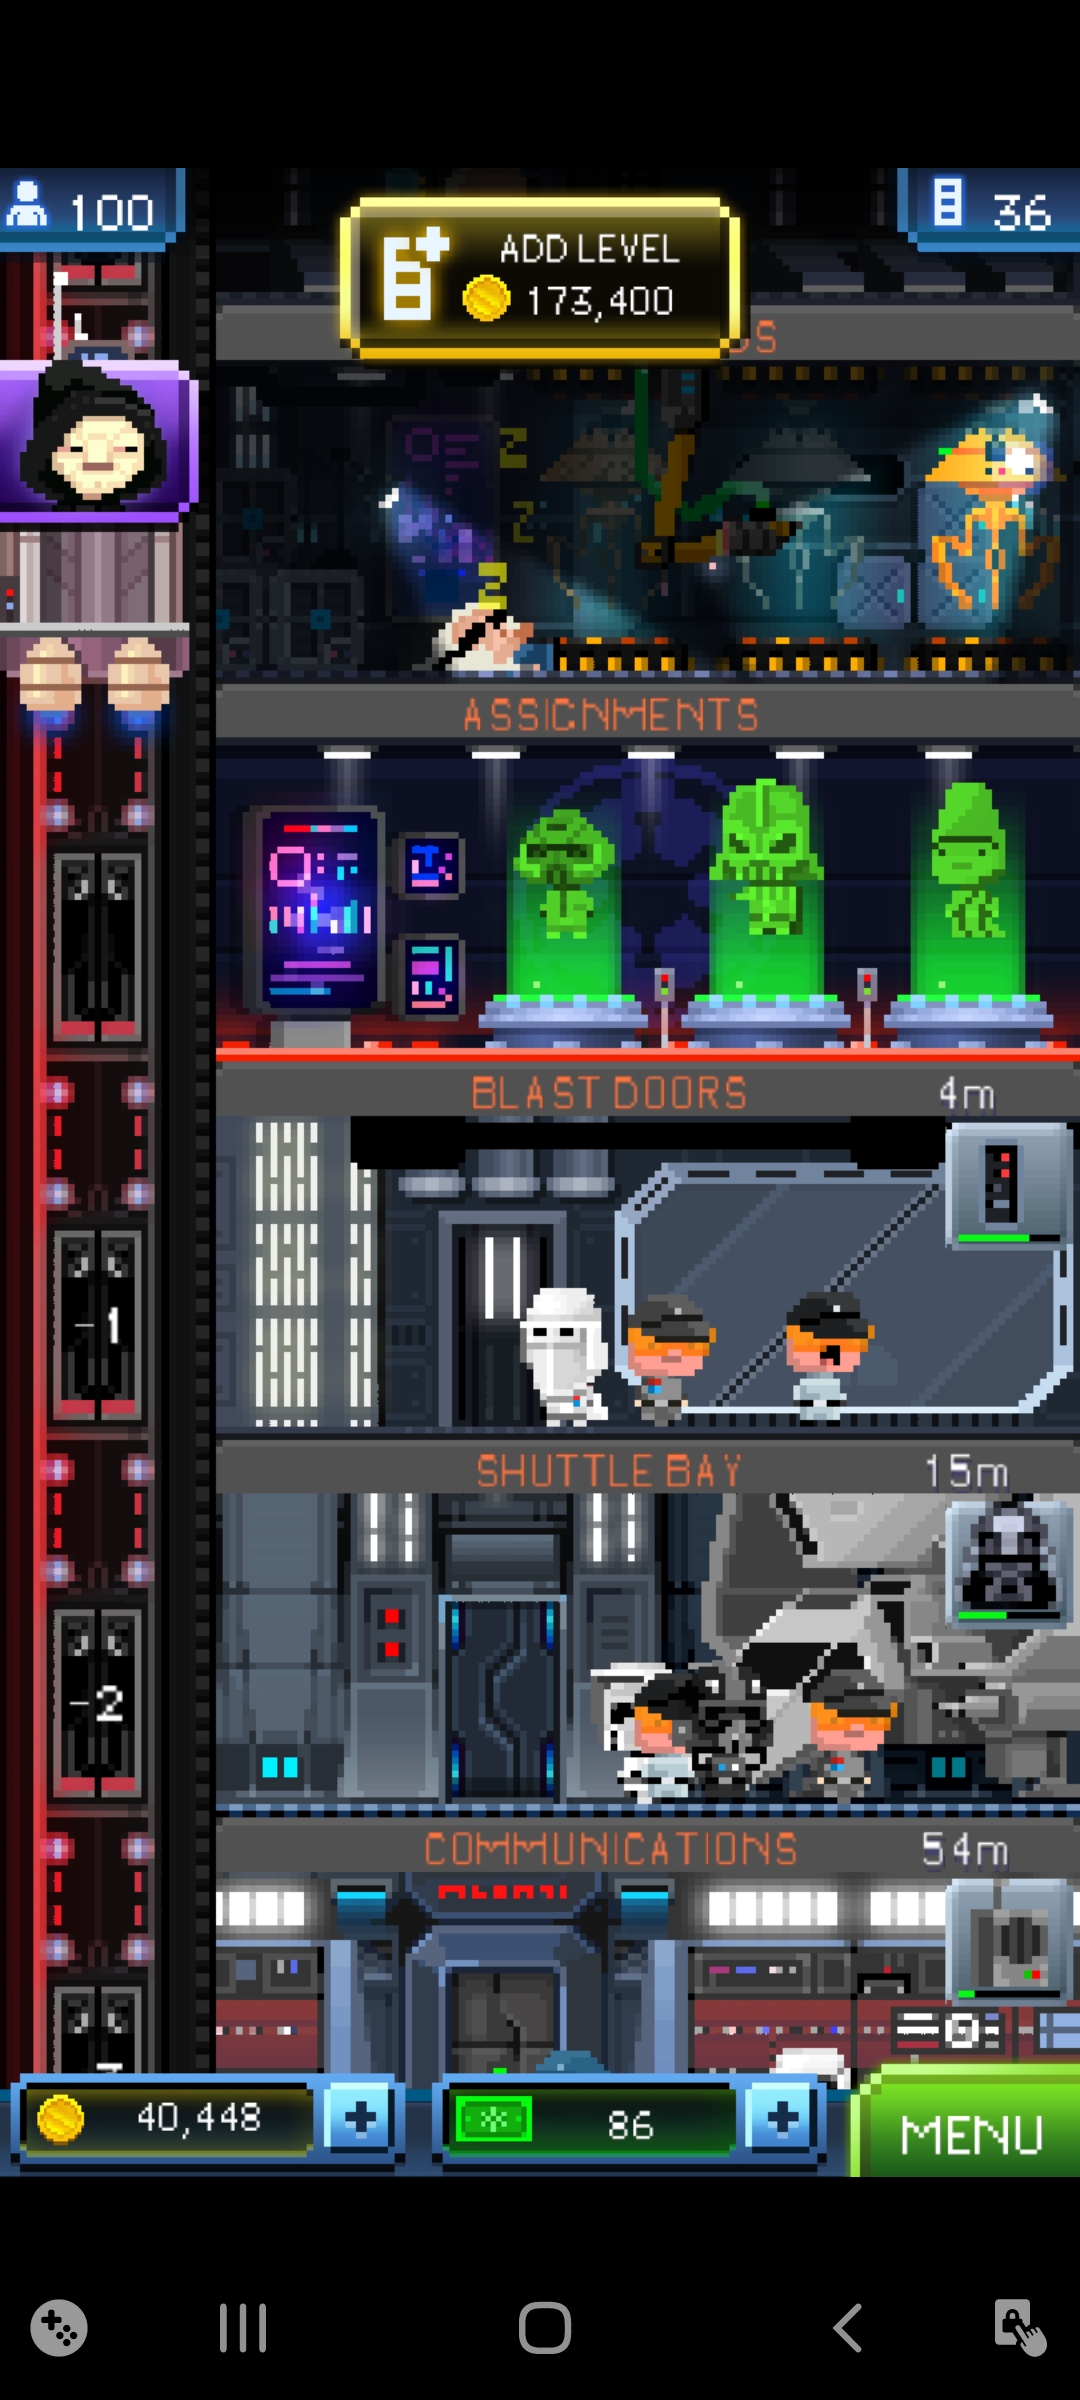 100
ADD LEVEL
173,400
36
ASSIGNMENTS
BLAST DOORS
4m
-1
SHUTTLE BAY
15m
-2
COMMUNICATIONS
54m
40,448
86
MENU